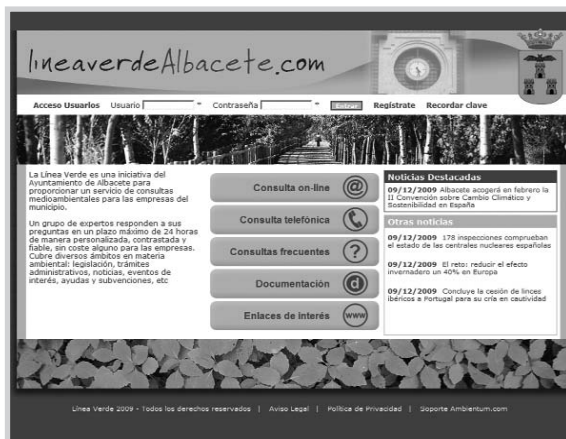 lineaverdeAlbacete.com
Acceso Usuarios Usuario Contraseña Entrar Regístrate Recordar clave
La Línea Verde es una iniciativa del
Ayuntamiento de Albacete para
proporcionar un servicio de consultas
medioambientales para las empresas del
municipio.
Un grupo de expertos responden a sus
preguntas en un plazo máximo de 24 horas
de manera personalizada, contrastada y
fiable, sin coste alguno para las empresas.
Cubre diversos ámbitos en materia
ambiental: legislación, trámites
administrativos, noticias, eventos de
interés, ayudas y subvenciones, etc
Consulta on-line @
Consulta telefónica
Consultas frecuentes ?
Documentación d
Enlaces de interés www
Noticias Destacadas
09/12/2009 Albacete acogerá en febrero la
II Convención sobre Cambio Climático y
Sostenibilidad en España
Otras noticias
09/12/2009 178 inspecciones comprueban
el estado de las centrales nucleares españolas
09/12/2009 El reto: reducir el efecto
invernadero un 40% en Europa
09/12/2009 Concluye la cesión de linces
ibéricos a Portugal para su cría en cautividad
Línea Verde 2009 - Todos los derechos reservados | Aviso Legal | Política de Privacidad | Soporte Ambientum.com